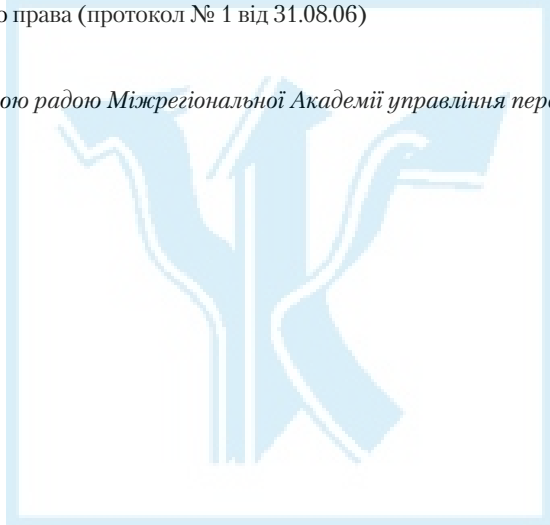 о права (протокол № 1 від 31.08.06)
ою радою Міжрегіональної Академії управління пер